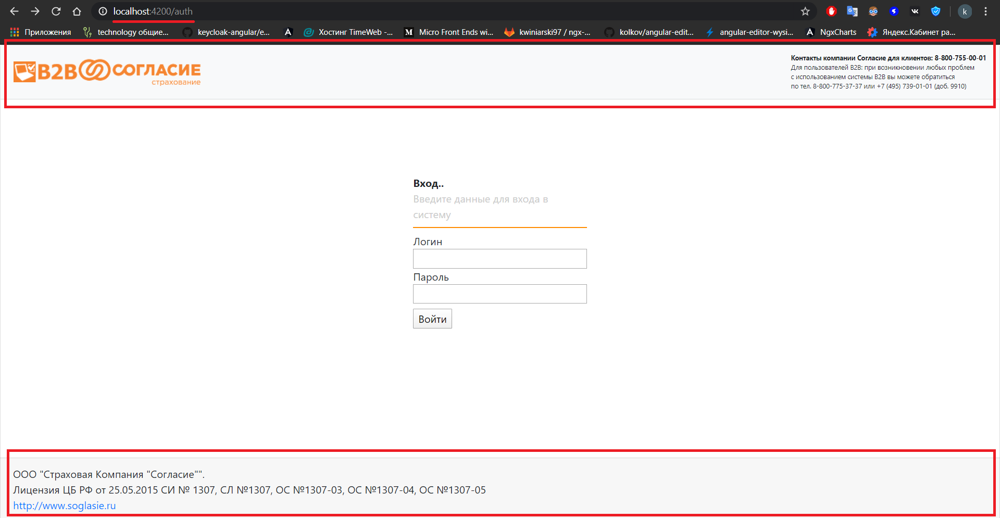 localhost:4200/auth
k
Приложения
technology общие...
keycloak-angular/e...
Хостинг TimeWeb -...
Micro Front Ends wi...
kwiniarski97 / ngx-...
kolkov/angular-edit...
angular-editor-wysi...
NgxCharts
Яндекс.Кабинет ра...
B2B СОГЛАСИЕ
страхование
Контакты компании Согласие для клиентов: 8-800-755-00-01
Для пользователей B2B: при возникновении любых проблем
с использованием системы B2B вы можете обратиться
по тел. 8-800-775-37-37 или +7 (495) 739-01-01 (доб. 9910)
Вход..
Введите данные для входа в
систему
Логин
Пароль
Войти
ООО "Страховая Компания "Согласие"".
Лицензия ЦБ РФ от 25.05.2015 СИ № 1307, СЛ №1307, ОС №1307-03, ОС №1307-04, ОС №1307-05
http://www.soglasie.ru